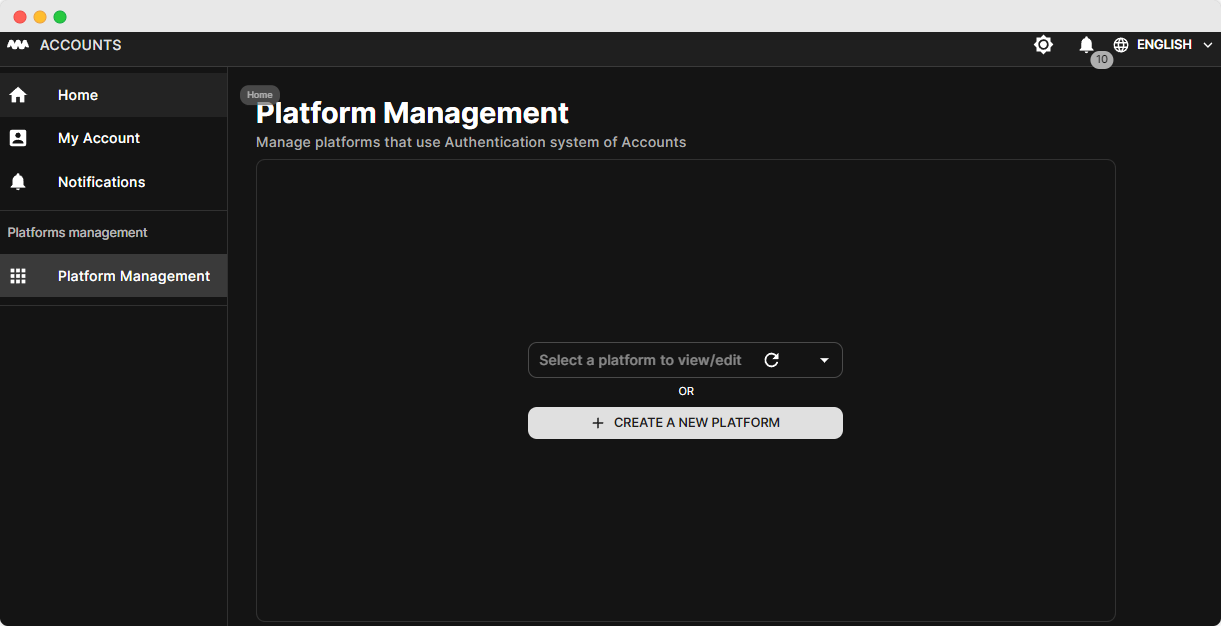 ACCOUNTS
ENGLISH
10
Home
My Account
Notifications
Platforms management
Platform Management
Home
Platform Management
Manage platforms that use Authentication system of Accounts
Select a platform to view/edit
OR
CREATE A NEW PLATFORM